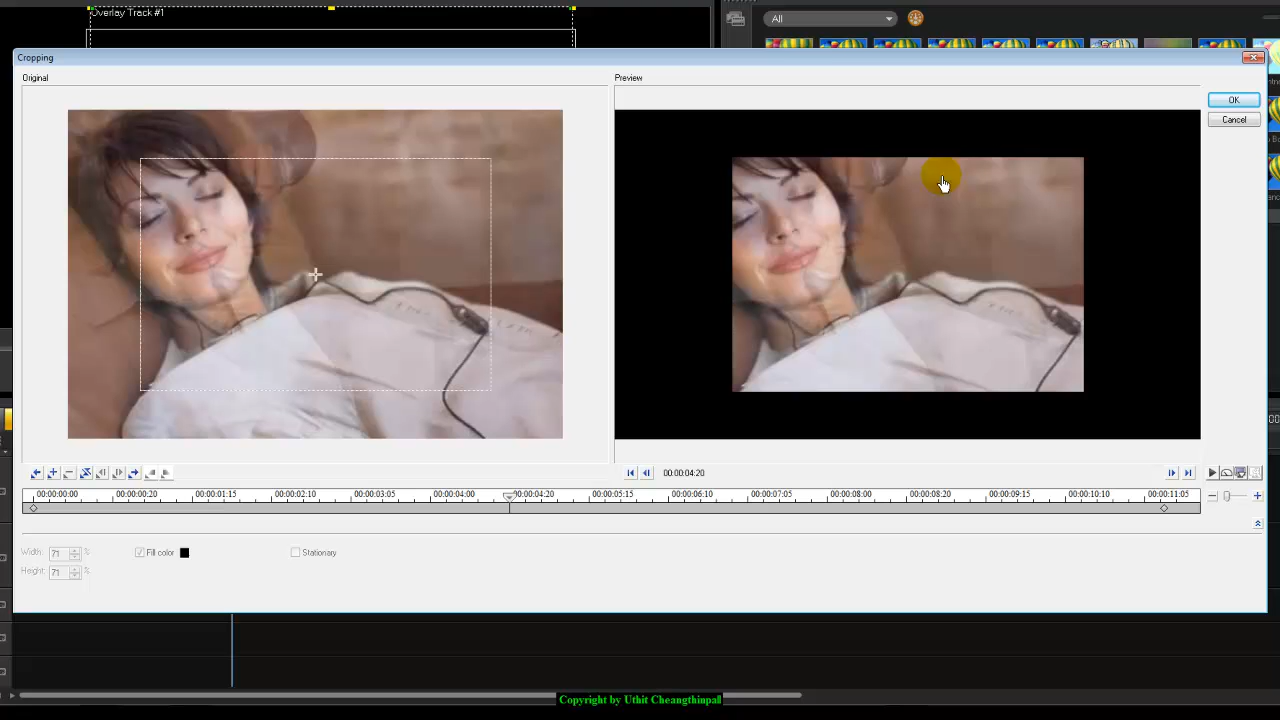 Overlay Track #1
All
Cropping
Original
Preview
OK
Cancel
00:00:04:20
00:00:00:00 00:00:00:20 00:00:01:15 00:00:02:10 00:00:03:05 00:00:04:00 00:00:04:20 00:00:05:15 00:00:06:10 00:00:07:05 00:00:08:00 00:00:08:20 00:00:09:15 00:00:10:10 00:00:11:05
Width: 71 %
Fill color
Stationary
Height: 71 %
Copyright by Uthit Cheangthinpall